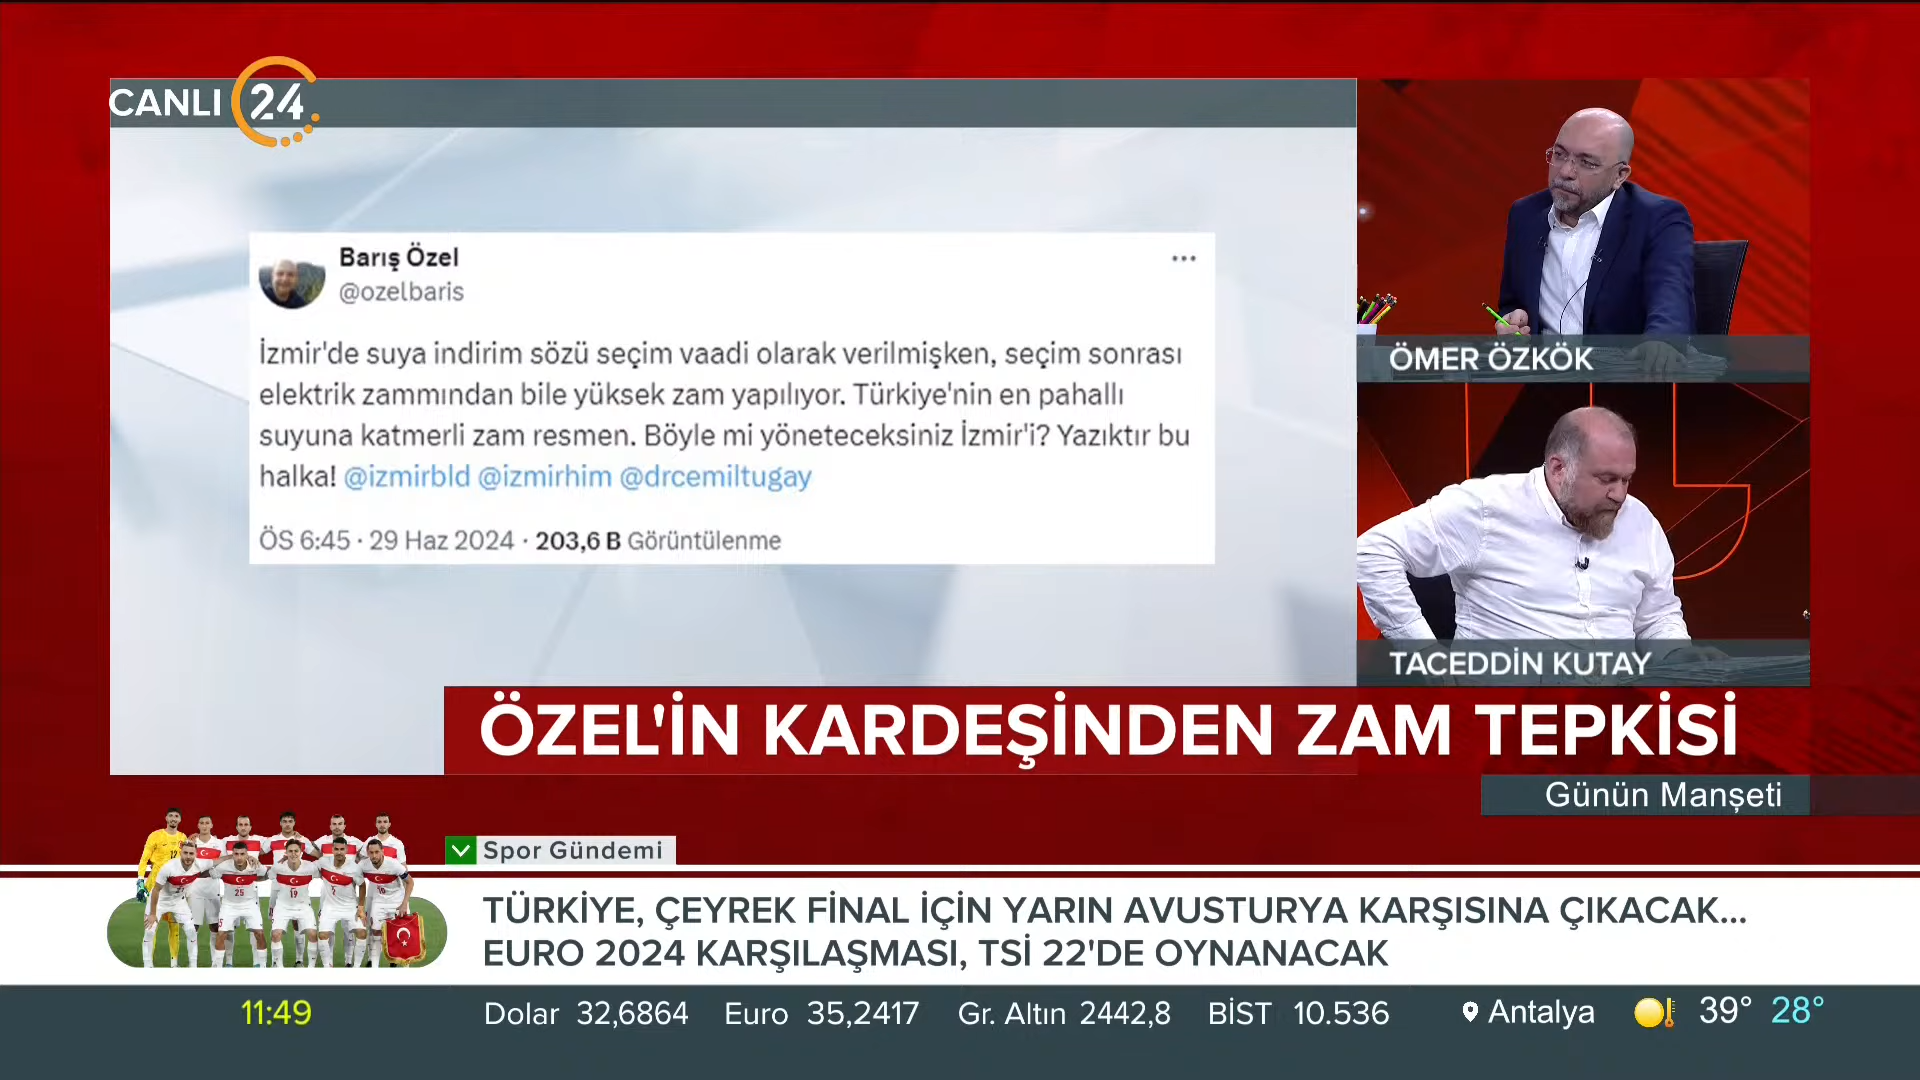 CANLI 24
Barış Özel
@ozelbaris
İzmir'de suya indirim sözü seçim vaadi olarak verilmişken, seçim sonrası
elektrik zammından bile yüksek zam yapılıyor. Türkiye'nin en pahallı
suyuna katmerli zam resmen. Böyle mi yöneteceksiniz İzmir'i? Yazıktır bu
halka! @izmirbld @izmirhim @drcemiltugay
ÖS 6:45 · 29 Haz 2024 · 203,6 B Görüntülenme
ÖMER ÖZKÖK
TACEDDİN KUTAY
ÖZEL'İN KARDEŞİNDEN ZAM TEPKİSİ
Günün Manşeti
Spor Gündemi
TÜRKİYE, ÇEYREK FİNAL İÇİN YARIN AVUSTURYA KARŞISINA ÇIKACAK...
EURO 2024 KARŞILAŞMASI, TSİ 22'DE OYNANACAK
11:49 Dolar 32,6864 Euro 35,2417 Gr. Altın 2442,8 BİST 10.536 Antalya 39° 28°